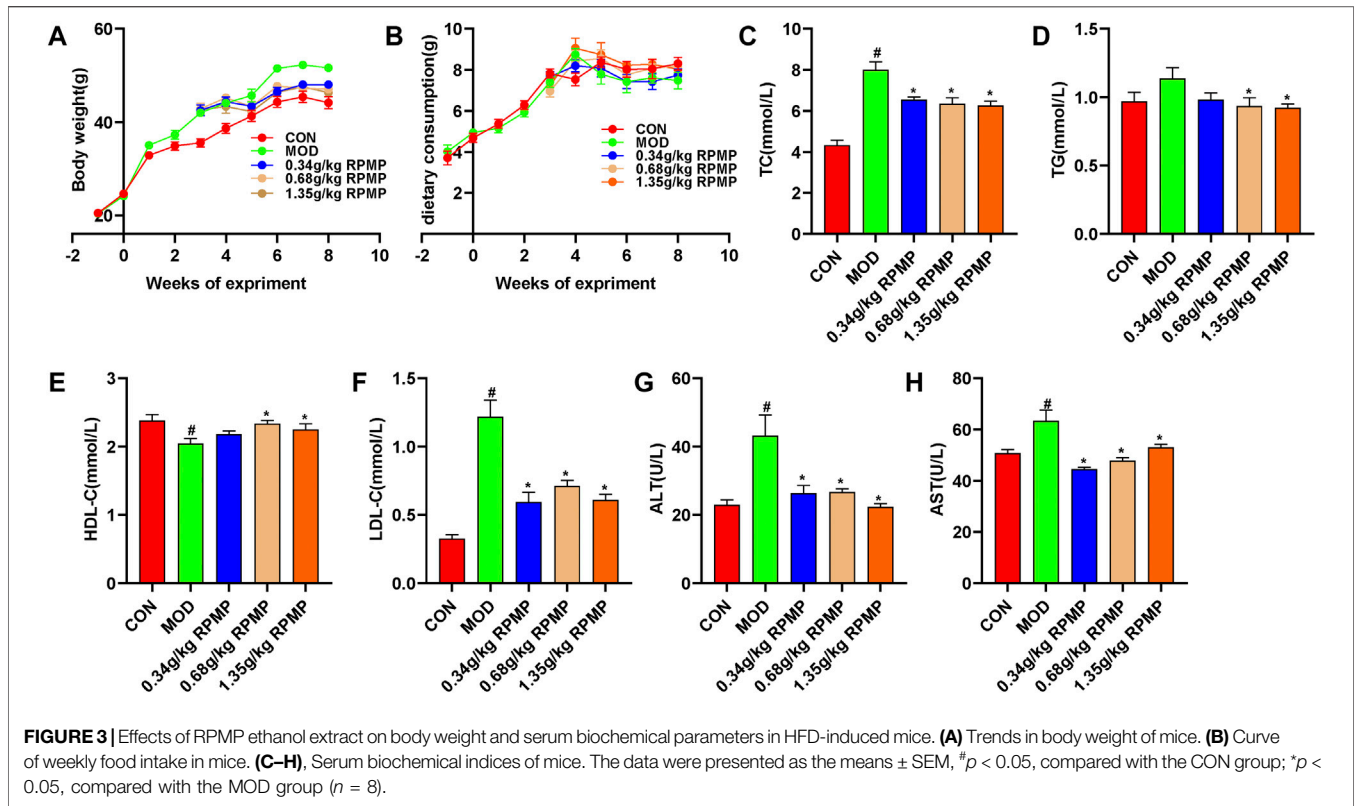 A
Body weight(g)
60
40
20
-2 0 2 4 6 8 10
Weeks of expriment
CON
MOD
0.34g/kg RPMP
0.68g/kg RPMP
1.35g/kg RPMP
B
dietary consumption(g)
10
8
6
4
2
-2 0 2 4 6 8 10
Weeks of expriment
CON
MOD
0.34g/kg RPMP
0.68g/kg RPMP
1.35g/kg RPMP
C
TC(mmol/L)
10
8
6
4
2
0
# * * *
CON
MOD
0.34g/kg RPMP
0.68g/kg RPMP
1.35g/kg RPMP
D
TG(mmol/L)
1.5
1.0
0.5
0.0
* *
CON
MOD
0.34g/kg RPMP
0.68g/kg RPMP
1.35g/kg RPMP
E
HDL-C(mmol/L)
3
2
1
0
# * *
CON
MOD
0.34g/kg RPMP
0.68g/kg RPMP
1.35g/kg RPMP
F
LDL-C(mmol/L)
1.5
1.0
0.5
0.0
# * * *
CON
MOD
0.34g/kg RPMP
0.68g/kg RPMP
1.35g/kg RPMP
G
ALT(U/L)
60
40
20
0
# * * *
CON
MOD
0.34g/kg RPMP
0.68g/kg RPMP
1.35g/kg RPMP
H
AST(U/L)
80
60
40
20
0
# * * *
CON
MOD
0.34g/kg RPMP
0.68g/kg RPMP
1.35g/kg RPMP
FIGURE 3 | Effects of RPMP ethanol extract on body weight and serum biochemical parameters in HFD-induced mice. (A) Trends in body weight of mice. (B) Curve
of weekly food intake in mice. (C–H), Serum biochemical indices of mice. The data were presented as the means ± SEM, #p < 0.05, compared with the CON group; *p <
0.05, compared with the MOD group (n = 8).